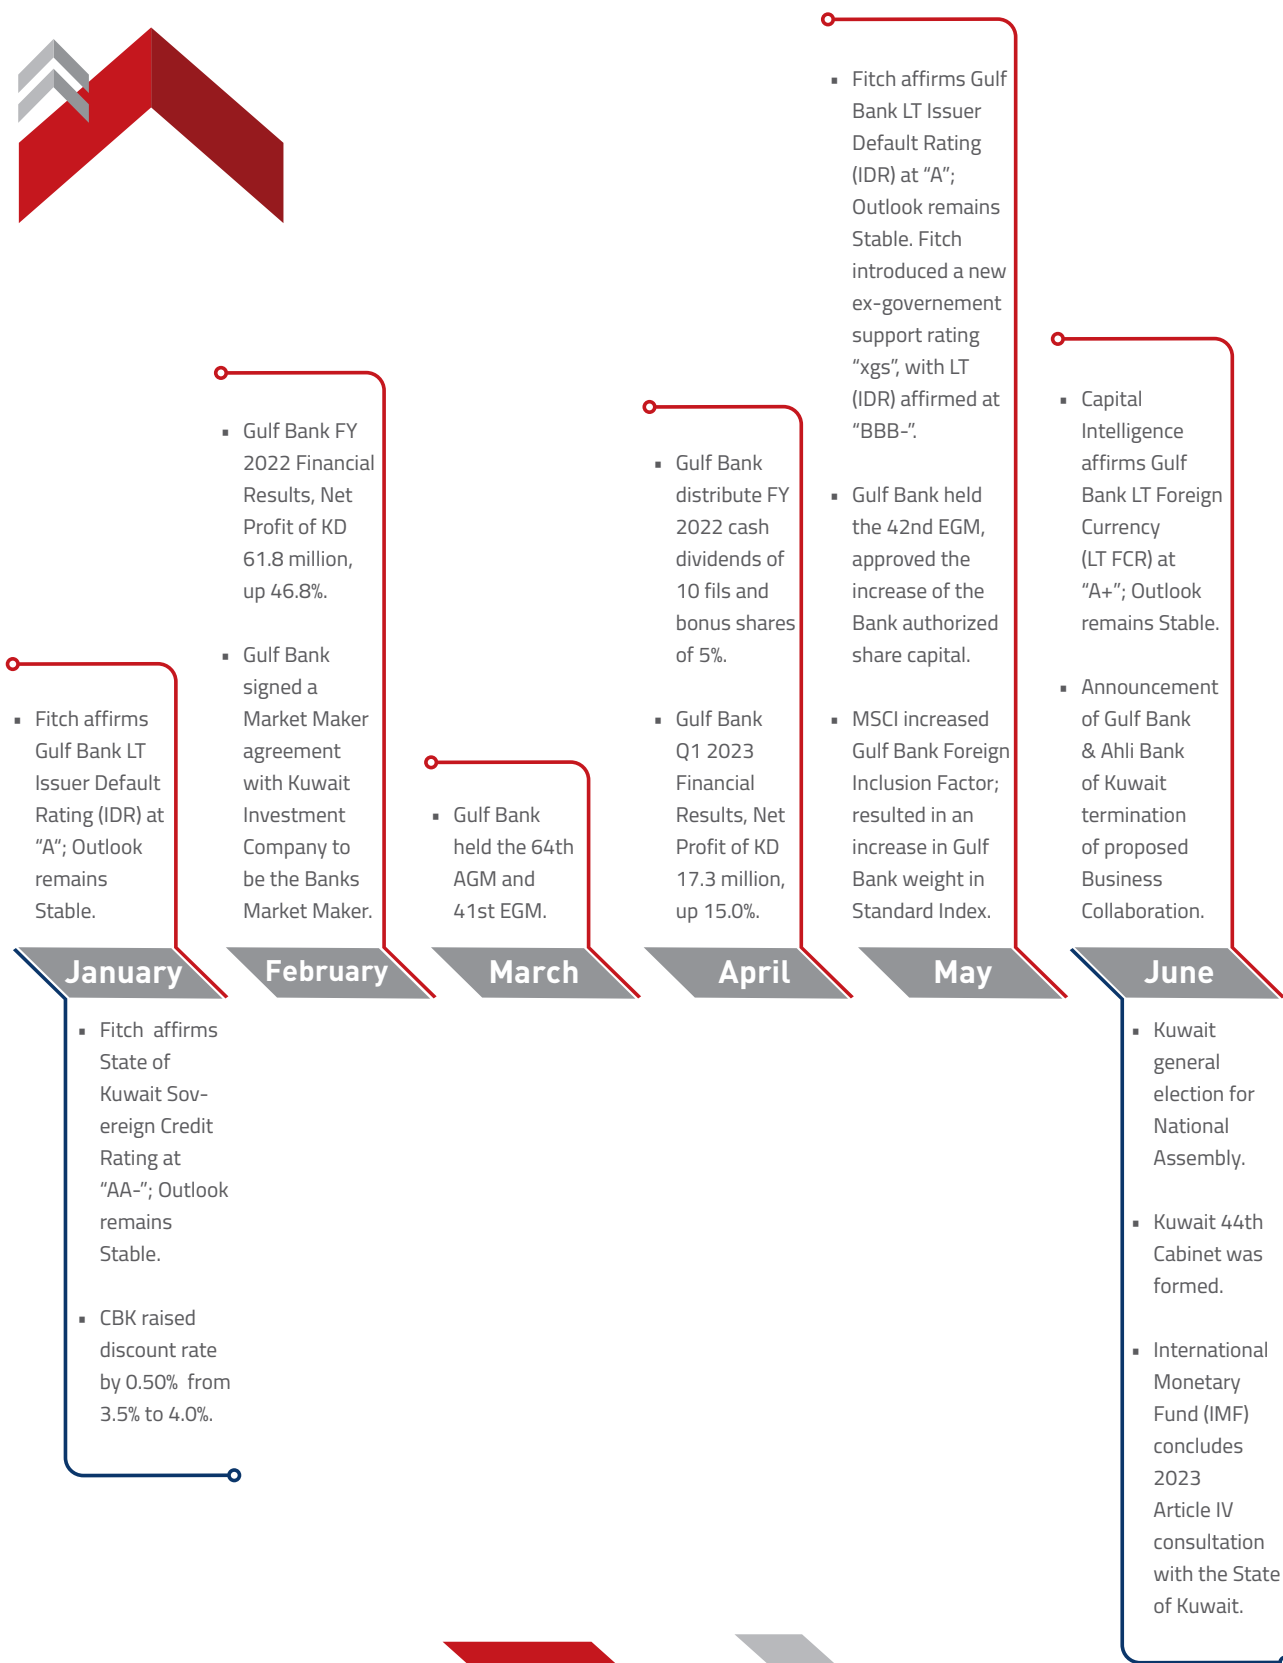 ▪ Fitch affirms
Gulf Bank LT
Issuer Default
Rating (IDR) at
“A”; Outlook
remains
Stable.
January
▪ Fitch  affirms
State of
Kuwait Sov-
ereign Credit
Rating at
“AA-”; Outlook
remains
Stable.
▪ CBK raised
discount rate
by 0.50%  from
3.5% to 4.0%.
▪ Gulf Bank FY
2022 Financial
Results, Net
Profit of KD
61.8 million,
up 46.8%.
▪ Gulf Bank
signed a
Market Maker
agreement
with Kuwait
Investment
Company to
be the Banks
Market Maker.
February
▪ Gulf Bank
held the 64th
AGM and
41st EGM.
March
▪ Gulf Bank
distribute FY
2022 cash
dividends of
10 fils and
bonus shares
of 5%.
▪ Gulf Bank
Q1 2023
Financial
Results, Net
Profit of KD
17.3 million,
up 15.0%.
April
▪ Fitch affirms Gulf
Bank LT Issuer
Default Rating
(IDR) at “A”;
Outlook remains
Stable. Fitch
introduced a new
ex-governement
support rating
“xgs”, with LT
(IDR) affirmed at
“BBB-”.
▪ Gulf Bank held
the 42nd EGM,
approved the
increase of the
Bank authorized
share capital.
▪ MSCI increased
Gulf Bank Foreign
Inclusion Factor;
resulted in an
increase in Gulf
Bank weight in
Standard Index.
May
▪ Capital
Intelligence
affirms Gulf
Bank LT Foreign
Currency
(LT FCR) at
“A+”; Outlook
remains Stable.
▪ Announcement
of Gulf Bank
& Ahli Bank
of Kuwait
termination
of proposed
Business
Collaboration.
June
▪ Kuwait
general
election for
National
Assembly.
▪ Kuwait 44th
Cabinet was
formed.
▪ International
Monetary
Fund (IMF)
concludes
2023
Article IV
consultation
with the State
of Kuwait.